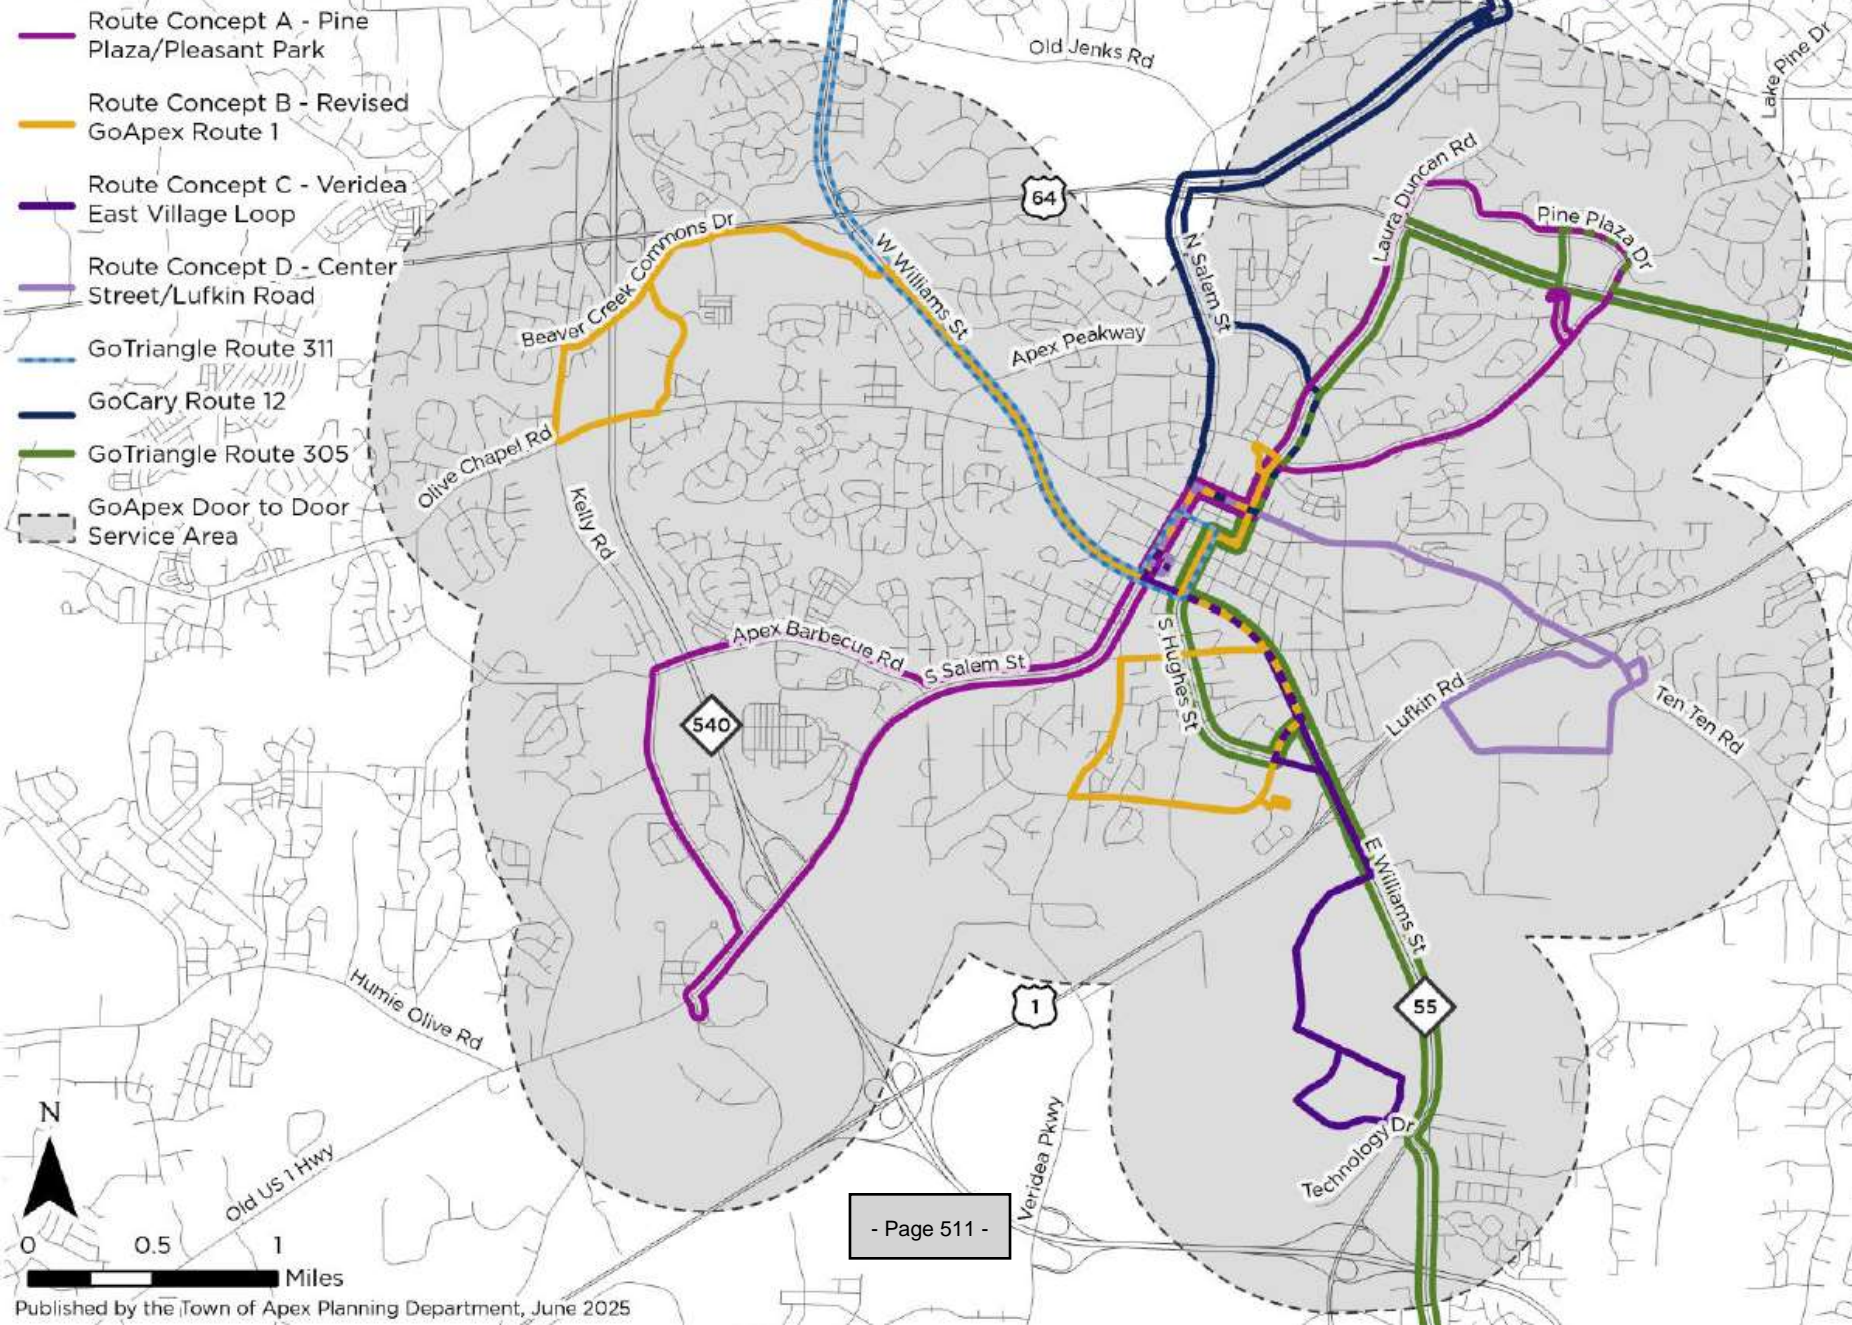 Route Concept A - Pine
Plaza/Pleasant Park
Route Concept B - Revised
GoApex Route 1
Route Concept C - Veridea
East Village Loop
Route Concept D - Center
Street/Lufkin Road
GoTriangle Route 311
GoCary Route 12
GoTriangle Route 305
GoApex Door to Door
Service Area
Old Jenks Rd
Lake Pine Dr
Laura Duncan Rd
64
Pine Plaza Dr
Beaver Creek Commons Dr
W Williams St
N Salem St
Apex Peakway
Olive Chapel Rd
Kelly Rd
Apex Barbecue Rd
S Salem St
S Hughes St
540
Lufkin Rd
Ten Ten Rd
E Williams St
Humie Olive Rd
1
55
N
Old US 1 Hwy
Veridea Pkwy
Technology Dr
- Page 511 -
0 0.5 1
Miles
Published by the Town of Apex Planning Department, June 2025